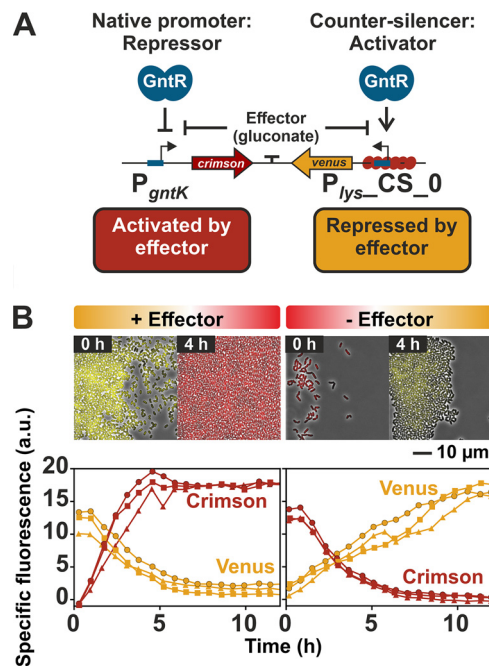 A
Native promoter:
Repressor
Counter-silencer:
Activator
GntR
GntR
Effector
(gluconate)
crimson
venus
PgntK
Plys_CS_0
Activated by
effector
Repressed by
effector
B
+ Effector
- Effector
0 h
4 h
0 h
4 h
10 µm
Specific fluorescence (a.u.)
20
15
10
5
0
Crimson
Venus
Venus
Crimson
0
5
10
0
5
10
Time (h)